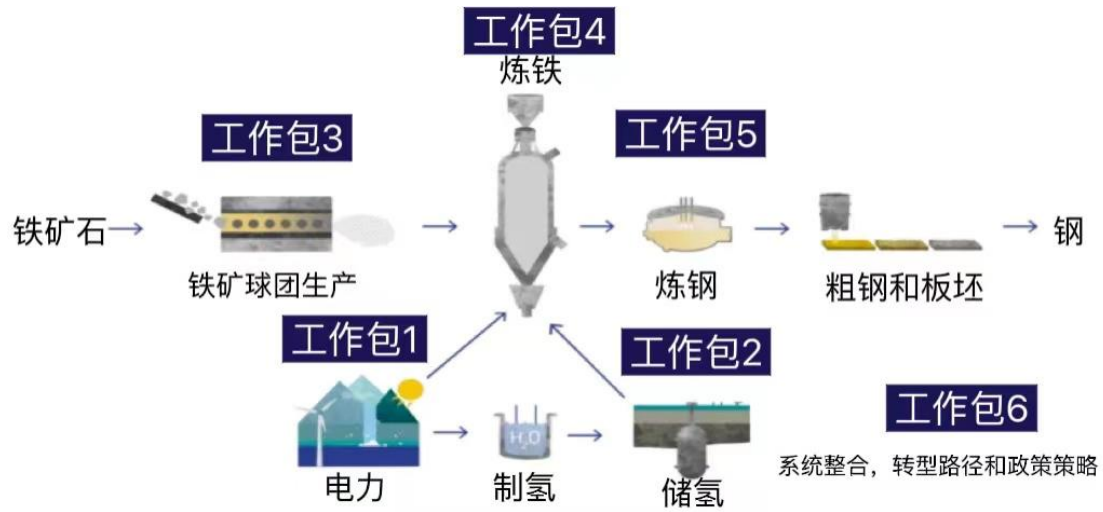 工作包4
炼铁
工作包3
工作包5
铁矿石
钢
铁矿球团生产
炼钢
粗钢和板坯
工作包1
工作包2
工作包6
H₂O
系统整合，转型路径和政策策略
电力
制氢
储氢